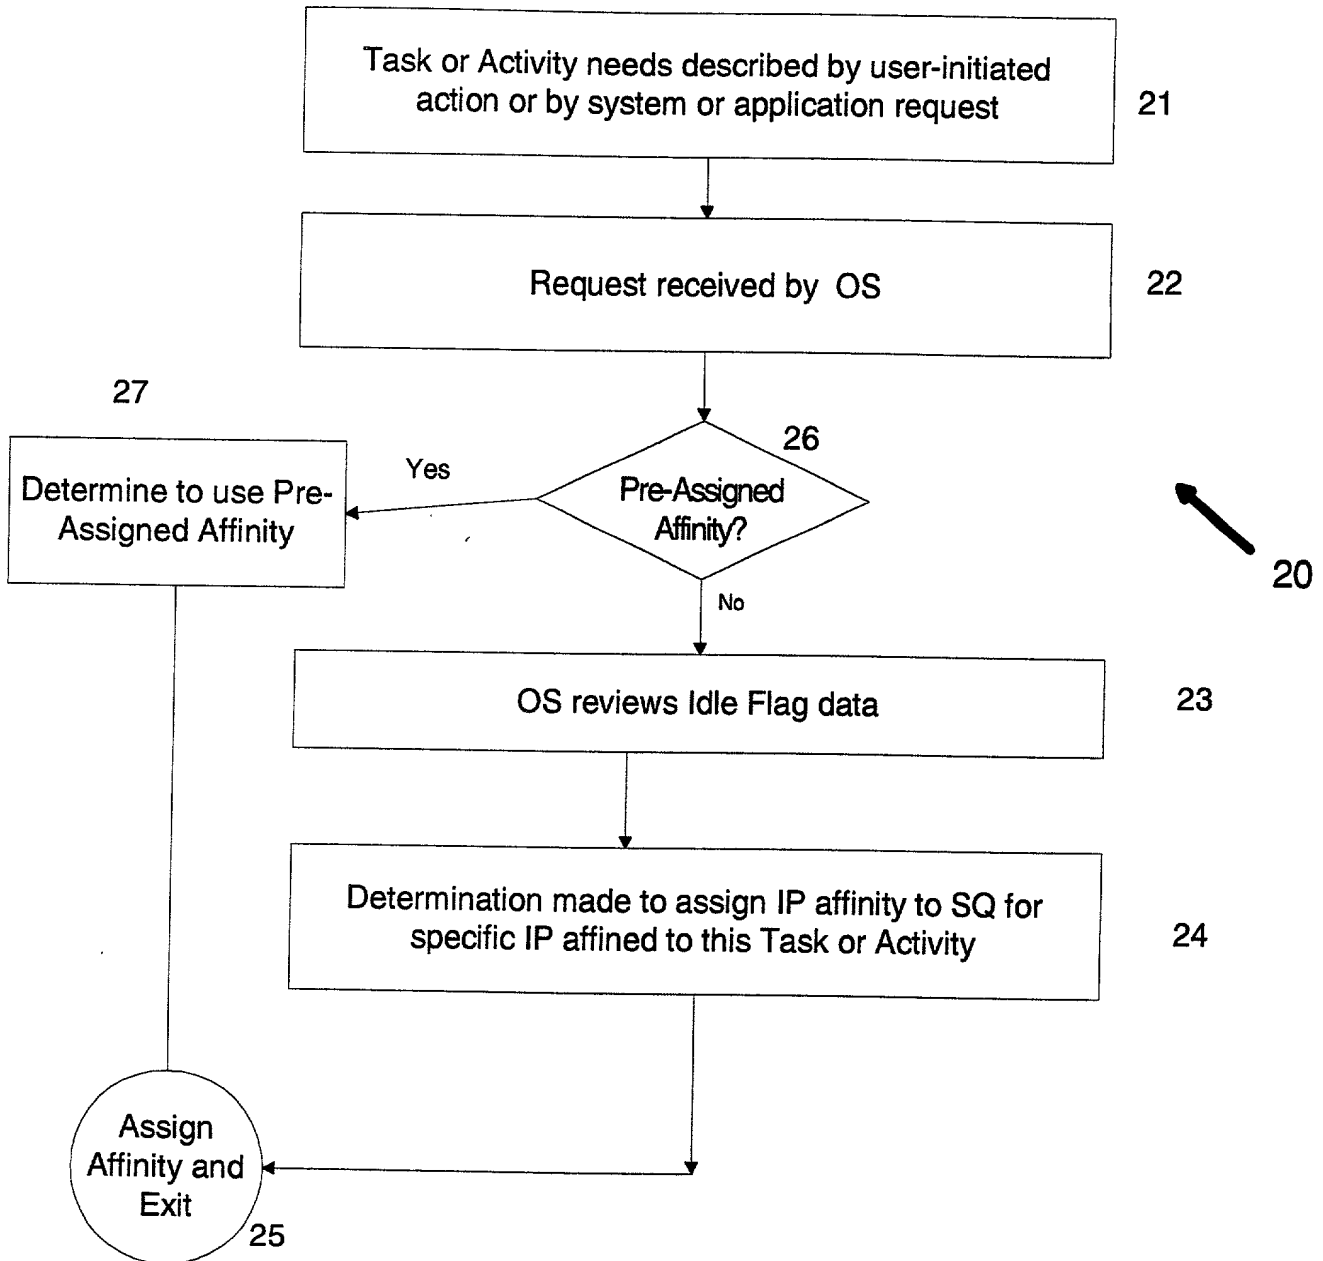 Task or Activity needs described by user-initiated
action or by system or application request
21
Request received by OS
22
27
26
Yes
Determine to use Pre-
Assigned Affinity
Pre-Assigned
Affinity?
20
No
OS reviews Idle Flag data
23
Determination made to assign IP affinity to SQ for
specific IP affined to this Task or Activity
24
Assign
Affinity and
Exit
25